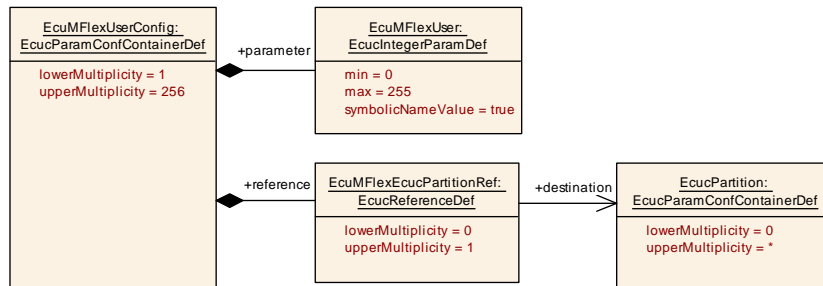 EcuMFlexUserConfig:
EcucParamConfContainerDef
lowerMultiplicity = 1
upperMultiplicity = 256
+parameter
EcuMFlexUser:
EcucIntegerParamDef
min = 0
max = 255
symbolicNameValue = true
+reference
EcuMFlexEcucPartitionRef:
EcucReferenceDef
lowerMultiplicity = 0
upperMultiplicity = 1
+destination
EcucPartition:
EcucParamConfContainerDef
lowerMultiplicity = 0
upperMultiplicity = *